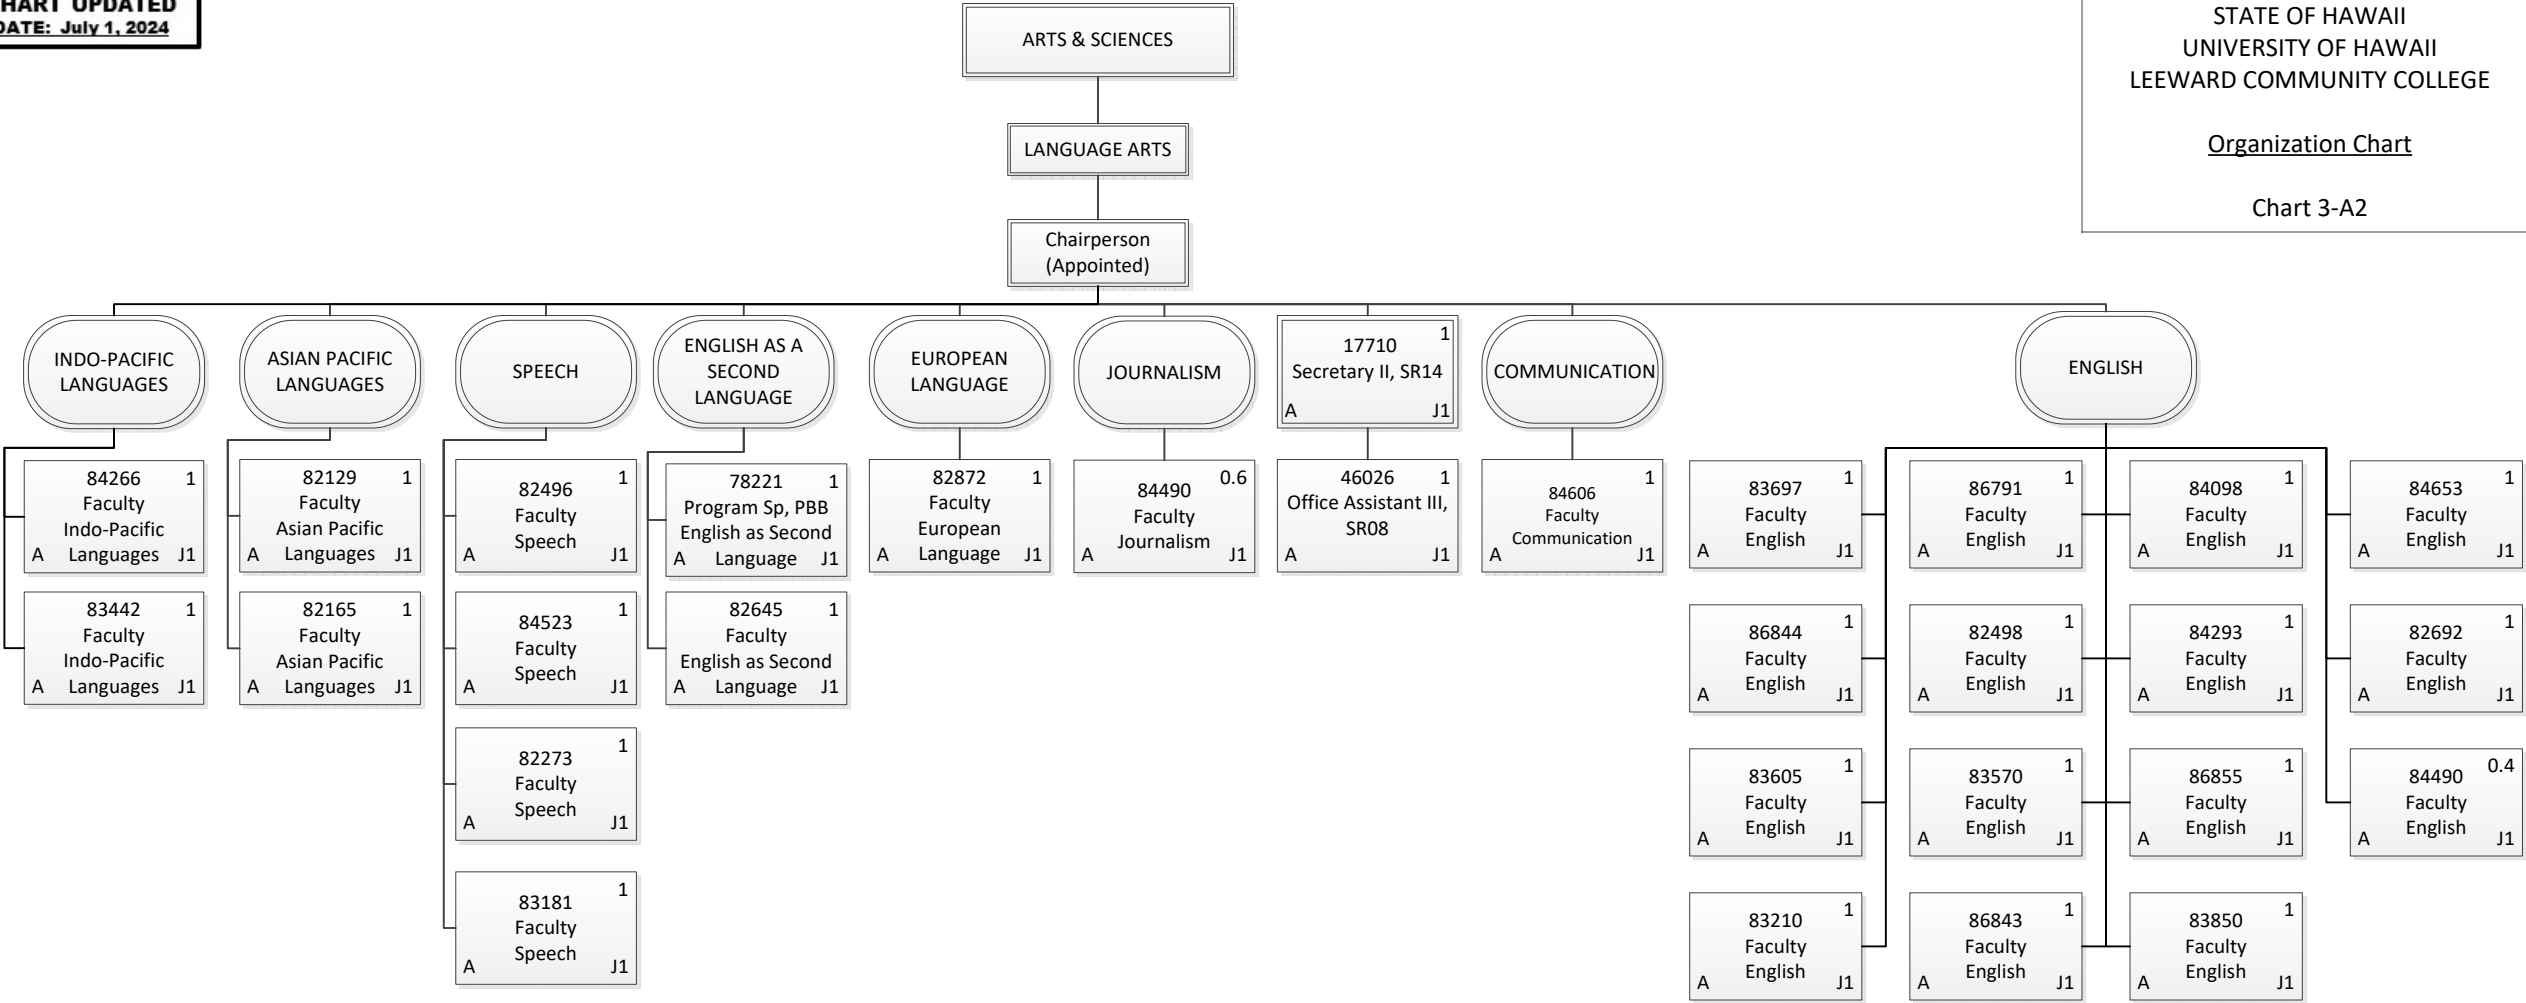 HART UPDATED
DATE: July 1, 2024
STATE OF HAWAII
UNIVERSITY OF HAWAII
LEEWARD COMMUNITY COLLEGE
Organization Chart
Chart 3-A2
ARTS & SCIENCES
LANGUAGE ARTS
Chairperson
(Appointed)
INDO-PACIFIC
LANGUAGES
84266 1
Faculty
Indo-Pacific
A Languages J1
83442 1
Faculty
Indo-Pacific
A Languages J1
ASIAN PACIFIC
LANGUAGES
82129 1
Faculty
Asian Pacific
A Languages J1
82165 1
Faculty
Asian Pacific
A Languages J1
SPEECH
82496 1
Faculty
Speech
A J1
84523 1
Faculty
Speech
A J1
82273 1
Faculty
Speech
A J1
83181 1
Faculty
Speech
A J1
ENGLISH AS A
SECOND
LANGUAGE
78221 1
Program Sp, PBB
English as Second
A Language J1
82645 1
Faculty
English as Second
A Language J1
EUROPEAN
LANGUAGE
82872 1
Faculty
European
A Language J1
JOURNALISM
84490 0.6
Faculty
Journalism
A J1
17710 1
Secretary II, SR14
A J1
46026 1
Office Assistant III,
SR08
A J1
COMMUNICATION
84606 1
Faculty
Communication
A J1
ENGLISH
83697 1
Faculty
English
A J1
86844 1
Faculty
English
A J1
83605 1
Faculty
English
A J1
83210 1
Faculty
English
A J1
86791 1
Faculty
English
A J1
82498 1
Faculty
English
A J1
83570 1
Faculty
English
A J1
86843 1
Faculty
English
A J1
84098 1
Faculty
English
A J1
84293 1
Faculty
English
A J1
86855 1
Faculty
English
A J1
83850 1
Faculty
English
A J1
84653 1
Faculty
English
A J1
82692 1
Faculty
English
A J1
84490 0.4
Faculty
English
A J1